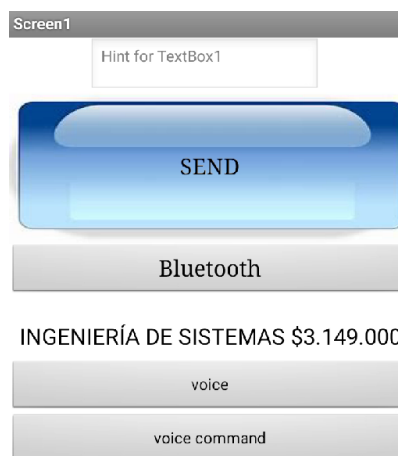 Screen1
Hint for TextBox1
SEND
Bluetooth
INGENIERÍA DE SISTEMAS $3.149.000
voice
voice command